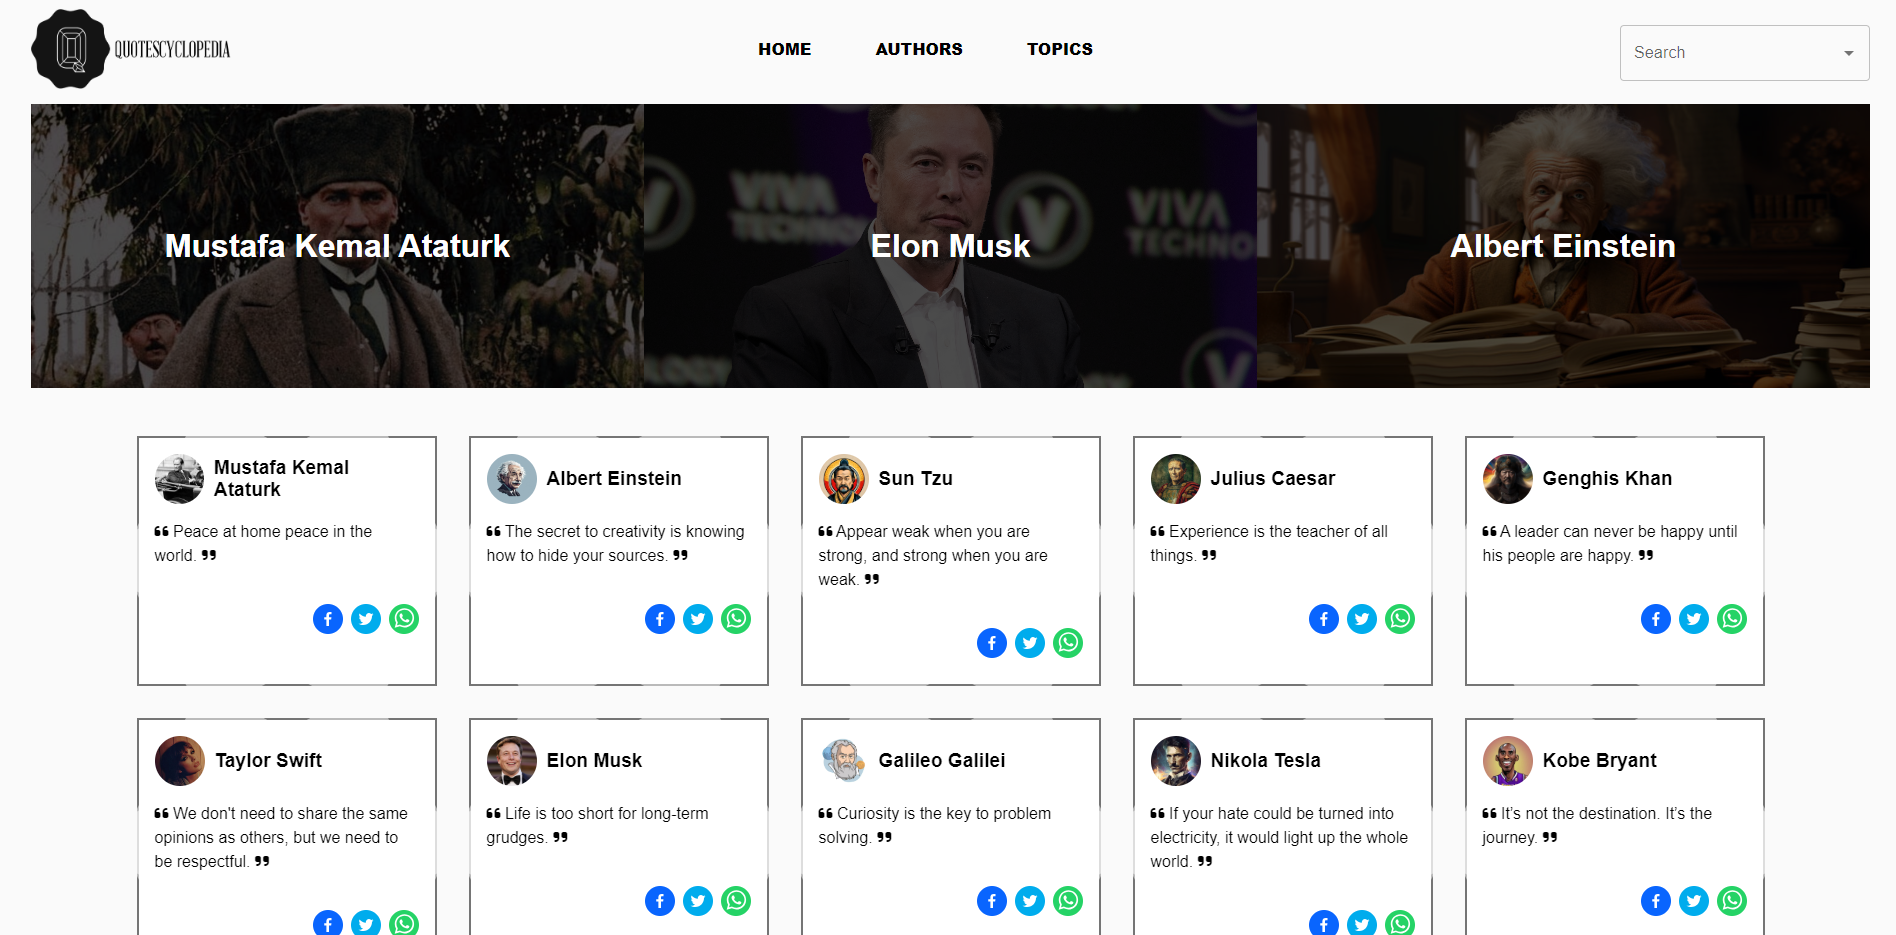 QUOTESCYCLOPEDIA
HOME AUTHORS TOPICS
Search
VIVA
TECHNO
VIVA
TECHNO
Mustafa Kemal Ataturk
Elon Musk
Albert Einstein
Mustafa Kemal
Ataturk
❝ Peace at home peace in the
world. ❞
Albert Einstein
❝ The secret to creativity is knowing
how to hide your sources. ❞
Sun Tzu
❝ Appear weak when you are
strong, and strong when you are
weak. ❞
Julius Caesar
❝ Experience is the teacher of all
things. ❞
Genghis Khan
❝ A leader can never be happy until
his people are happy. ❞
Taylor Swift
❝ We don't need to share the same
opinions as others, but we need to
be respectful. ❞
Elon Musk
❝ Life is too short for long-term
grudges. ❞
Galileo Galilei
❝ Curiosity is the key to problem
solving. ❞
Nikola Tesla
❝ If your hate could be turned into
electricity, it would light up the whole
world. ❞
Kobe Bryant
❝ It’s not the destination. It’s the
journey. ❞